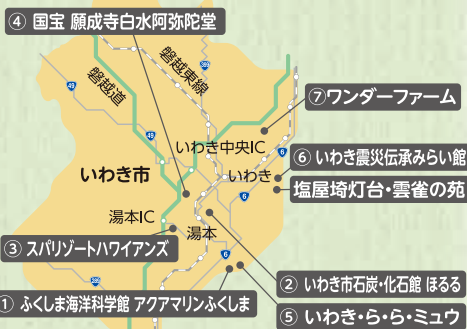 ④ 国宝 願成寺白水阿弥陀堂
399
磐越東線
49
磐越道
⑦ワンダーファーム
49
いわき中央IC
6
⑥ いわき震災伝承みらい館
いわき市
いわき
6
塩屋埼灯台・雲雀の苑
湯本IC
湯本
③ スパリゾートハワイアンズ
6
② いわき市石炭・化石館 ほるる
① ふくしま海洋科学館 アクアマリンふくしま
⑤ いわき・ら・ら・ミュウ